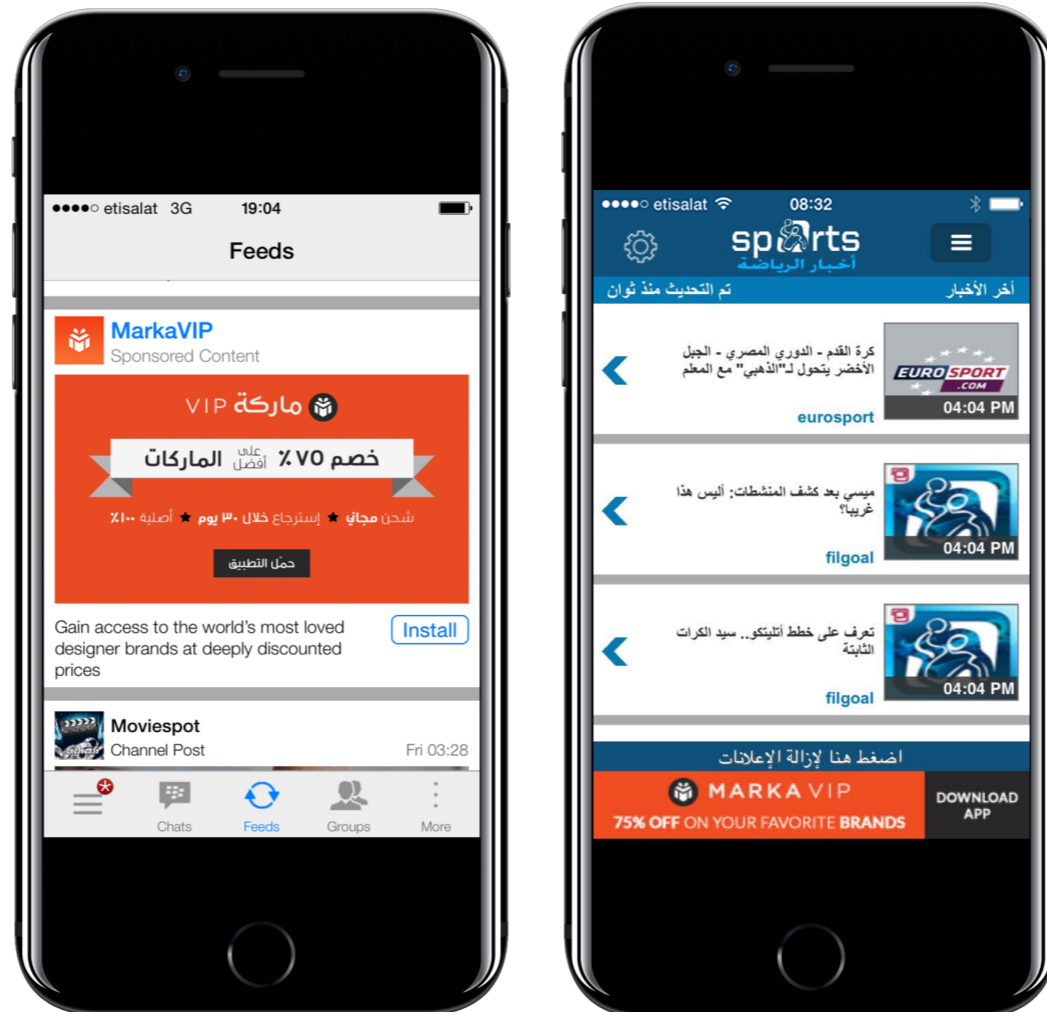 etisalat 3G 19:04
Feeds
MarkaVIP
Sponsored Content
ماركة VIP
خصم ٧٥ ٪ على أفضل الماركات
شحن مجاني ★ إسترجاع خلال ٣٠ يوم ★ أصلية ١٠٠٪
حمّل التطبيق
Gain access to the world's most loved
designer brands at deeply discounted
prices
Install
Moviespot
Channel Post
Fri 03:28
Chats
Feeds
Groups
More
etisalat 08:32
sports
أخبار الرياضة
أخر الأخبار
تم التحديث منذ ثوان
كرة القدم - الدوري المصري - الجبل
الأخضر يتحول لـ"الذهبي" مع المعلم
eurosport
EUROSPORT
.COM
04:04 PM
ميسي بعد كشف المنشطات: أليس هذا
غريبا؟
filgoal
04:04 PM
تعرف على خطط أتليتكو.. سيد الكرات
الثابتة
filgoal
04:04 PM
اضغط هنا لإزالة الإعلانات
MARKA VIP
75% OFF ON YOUR FAVORITE BRANDS
DOWNLOAD
APP